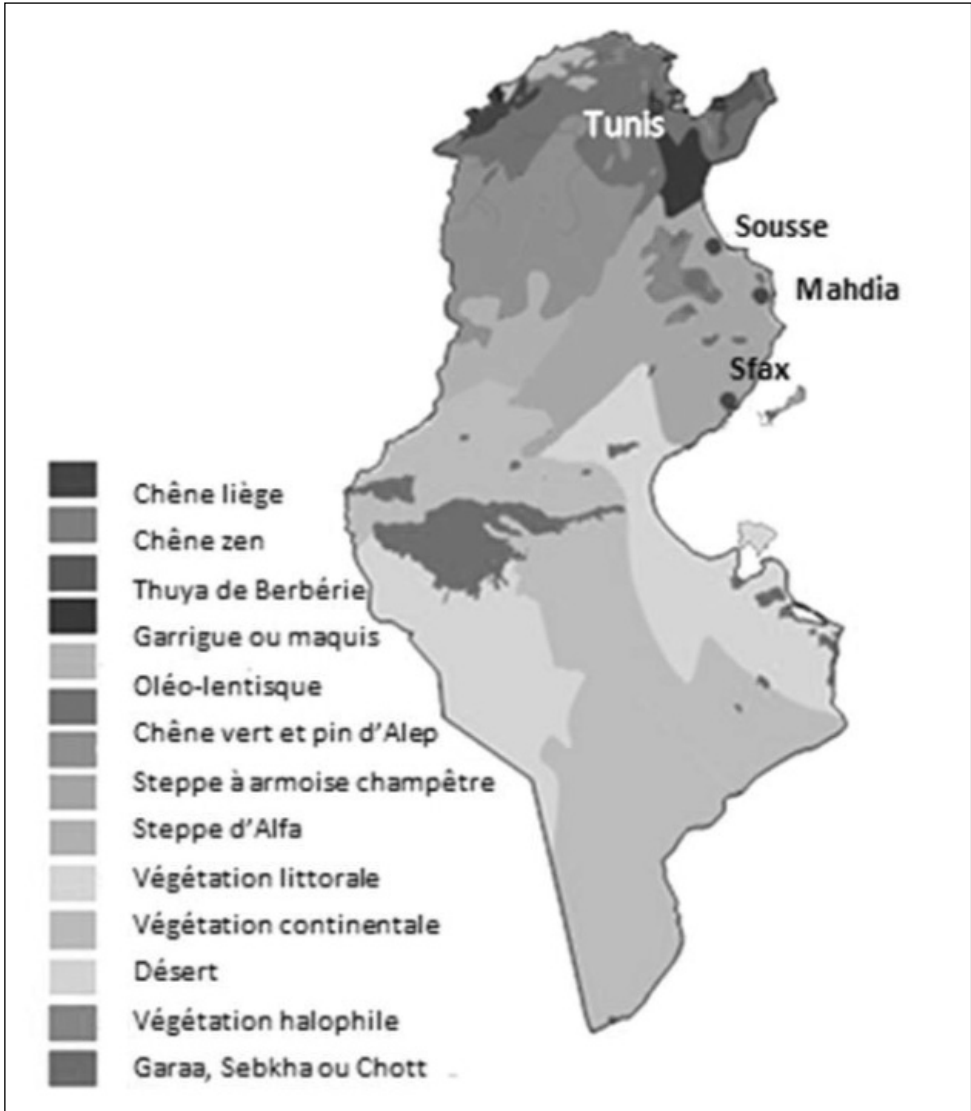 Tunis
Sousse
Mahdia
Sfax
Chêne liège
Chêne zen
Thuya de Berbérie
Garrigue ou maquis
Oléo-lentisque
Chêne vert et pin d'Alep
Steppe à armoise champêtre
Steppe d'Alfa
Végétation littorale
Végétation continentale
Désert
Végétation halophile
Garaa, Sebkha ou Chott